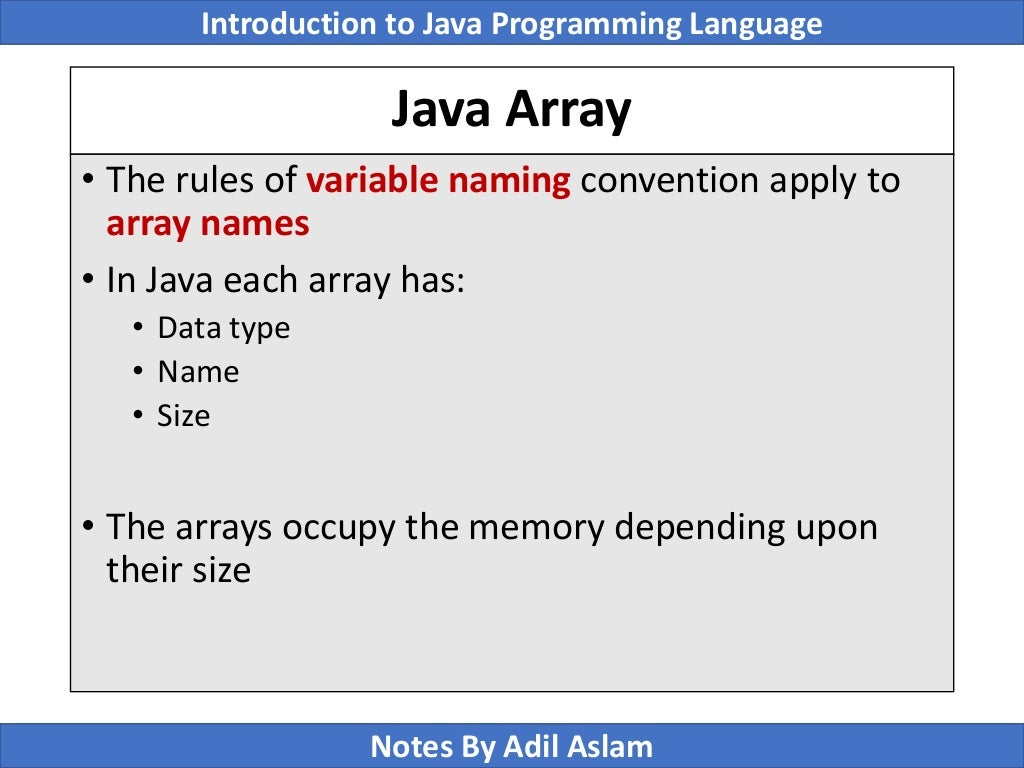 Introduction to Java Programming Language
Java Array
• The rules of variable naming convention apply to
array names
• In Java each array has:
• Data type
• Name
• Size
• The arrays occupy the memory depending upon
their size
Notes By Adil Aslam